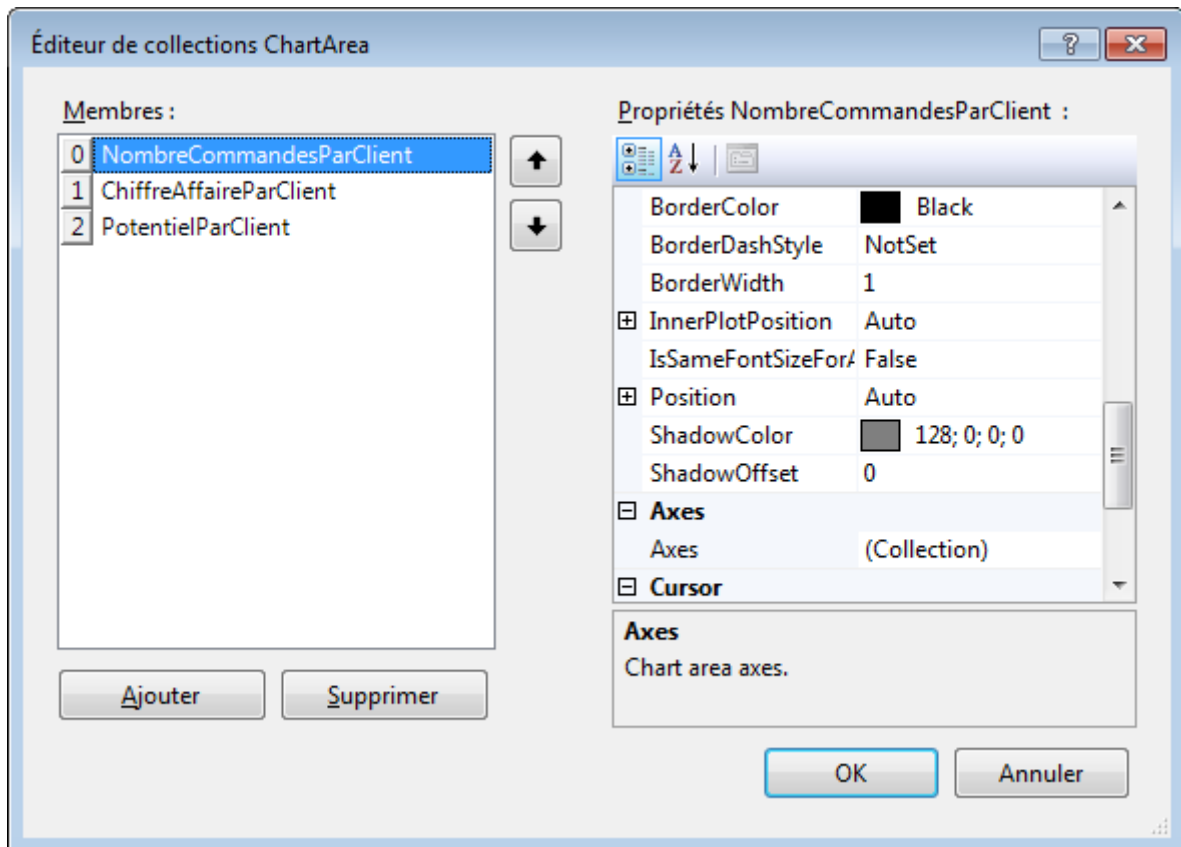 Éditeur de collections ChartArea
Membres :
0 NombreCommandesParClient
1 ChiffreAffaireParClient
2 PotentielParClient
Ajouter
Supprimer
Propriétés NombreCommandesParClient :
BorderColor Black
BorderDashStyle NotSet
BorderWidth 1
InnerPlotPosition Auto
IsSameFontSizeForA False
Position Auto
ShadowColor 128; 0; 0; 0
ShadowOffset 0
Axes
Axes (Collection)
Cursor
Axes
Chart area axes.
OK
Annuler